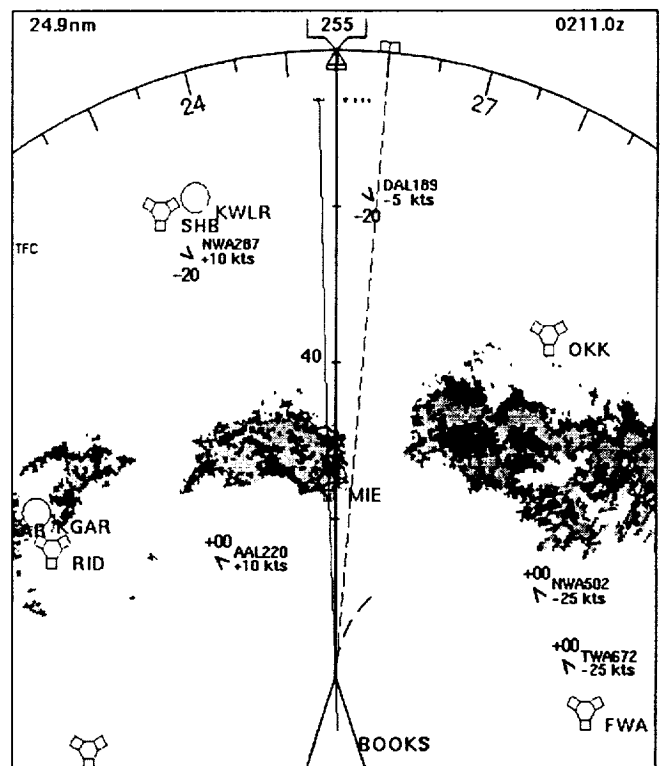 24.9nm
255
0211.0z
24
27
DAL189
-5 kts
-20
KWLR
SHB
TFC
NWA287
+10 kts
-20
OKK
40
MIE
KGAR
RID
+00
AAL220
+10 kts
+00
NWA502
-25 kts
+00
TWA672
-25 kts
FWA
BOOKS